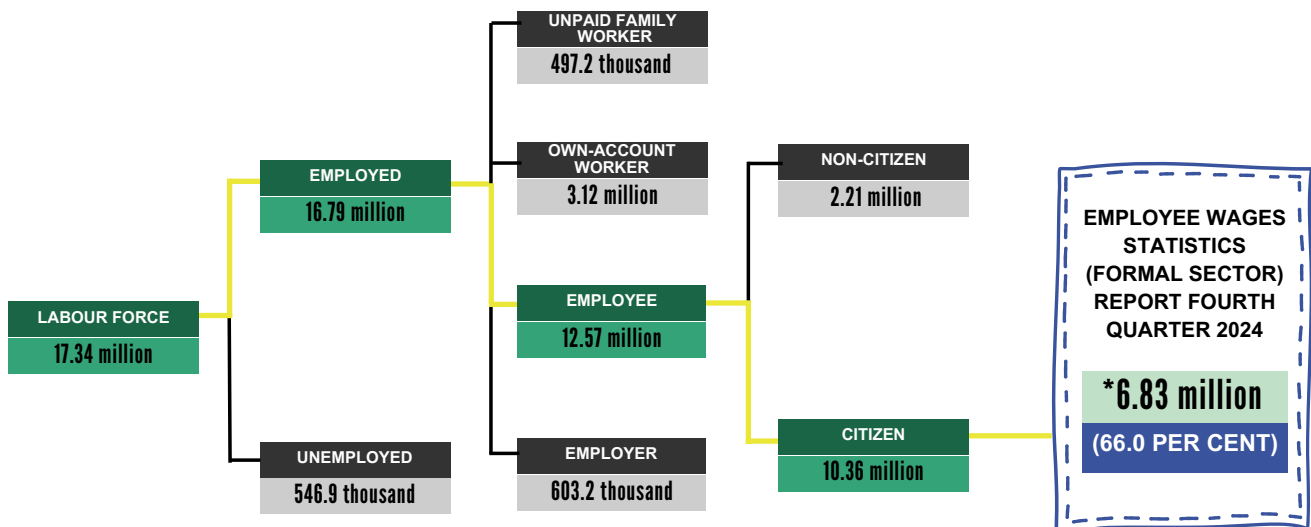 UNPAID FAMILY
WORKER
497.2 thousand
OWN-ACCOUNT
WORKER
3.12 million
NON-CITIZEN
2.21 million
EMPLOYED
16.79 million
EMPLOYEE WAGES
STATISTICS
(FORMAL SECTOR)
REPORT FOURTH
QUARTER 2024
*6.83 million
(66.0 PER CENT)
LABOUR FORCE
17.34 million
EMPLOYEE
12.57 million
CITIZEN
10.36 million
UNEMPLOYED
546.9 thousand
EMPLOYER
603.2 thousand